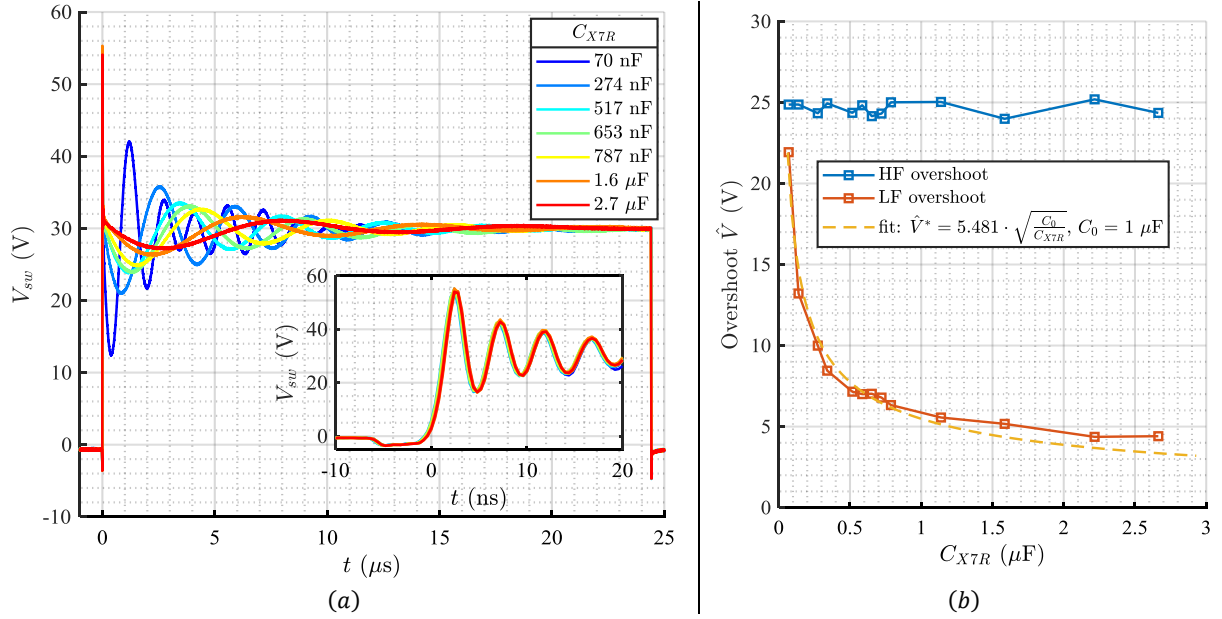 60
50
40
30
20
10
0
-10
V_sw (V)
0
5
10
15
20
25
t (μs)
C_X7R
70 nF
274 nF
517 nF
653 nF
787 nF
1.6 μF
2.7 μF
60
40
20
0
V_sw (V)
-10
0
10
20
t (ns)
(a)
30
25
20
15
10
5
0
Overshoot V̂ (V)
HF overshoot
LF overshoot
fit: V̂* = 5.481 · √(C_0/C_X7R), C_0 = 1 μF
0
0.5
1
1.5
2
2.5
3
C_X7R (μF)
(b)